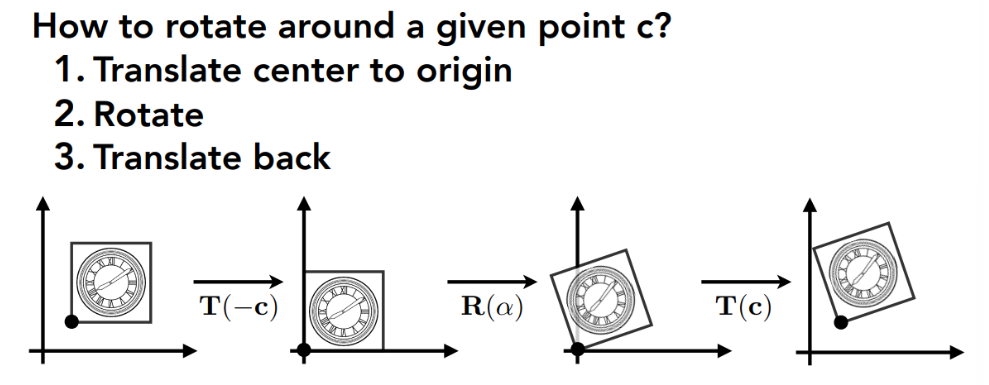 How to rotate around a given point c?
1. Translate center to origin
2. Rotate
3. Translate back
T(−c)
R(α)
T(c)